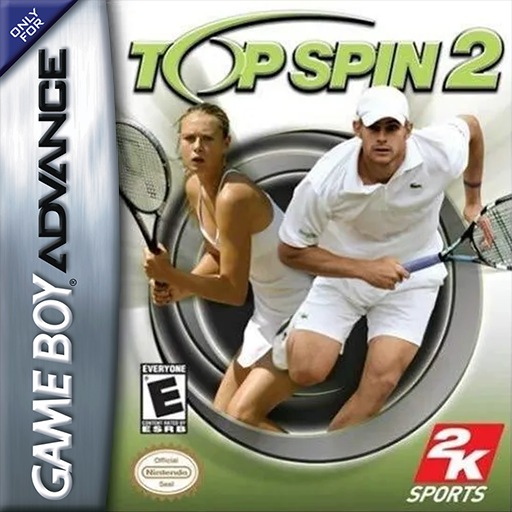 ONLY
FOR
GAME BOY ADVANCE
TOP SPIN 2
EVERYONE
E
CONTENT RATED BY
ESRB
Official
Nintendo
Seal
2K
SPORTS